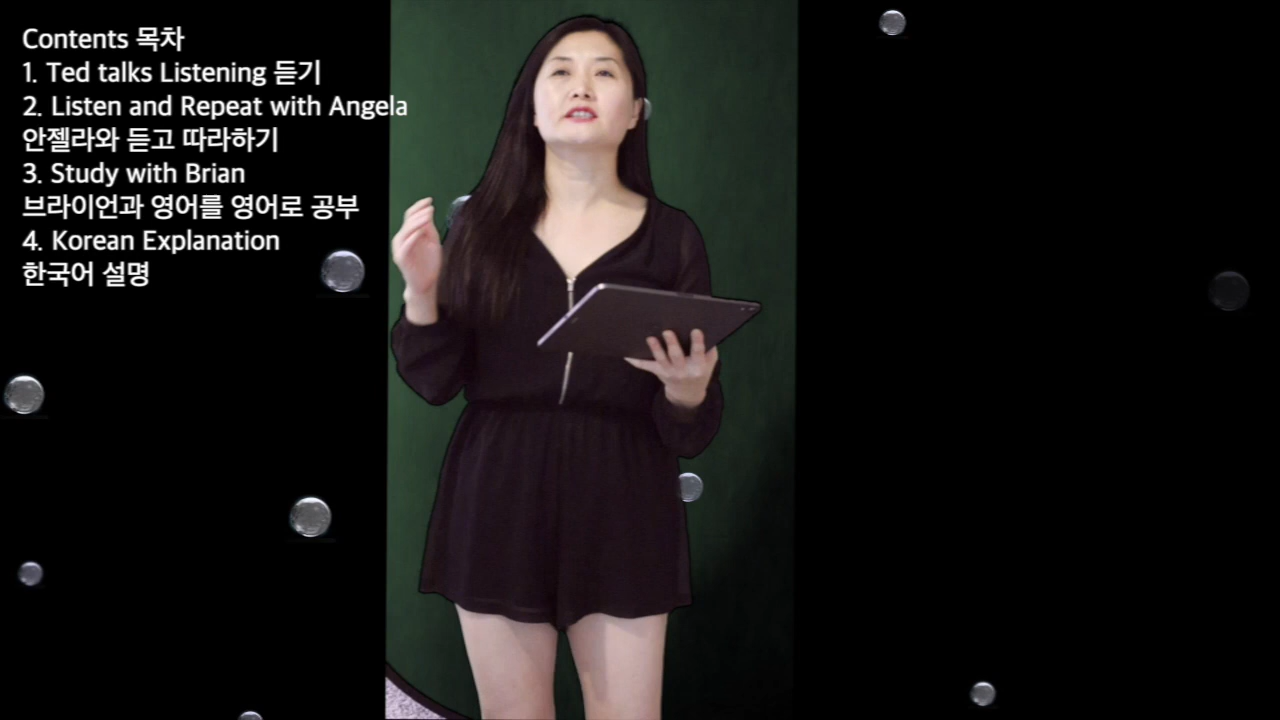 Contents 목차
1. Ted talks Listening 듣기
2. Listen and Repeat with Angela
안젤라와 듣고 따라하기
3. Study with Brian
브라이언과 영어를 영어로 공부
4. Korean Explanation
한국어 설명